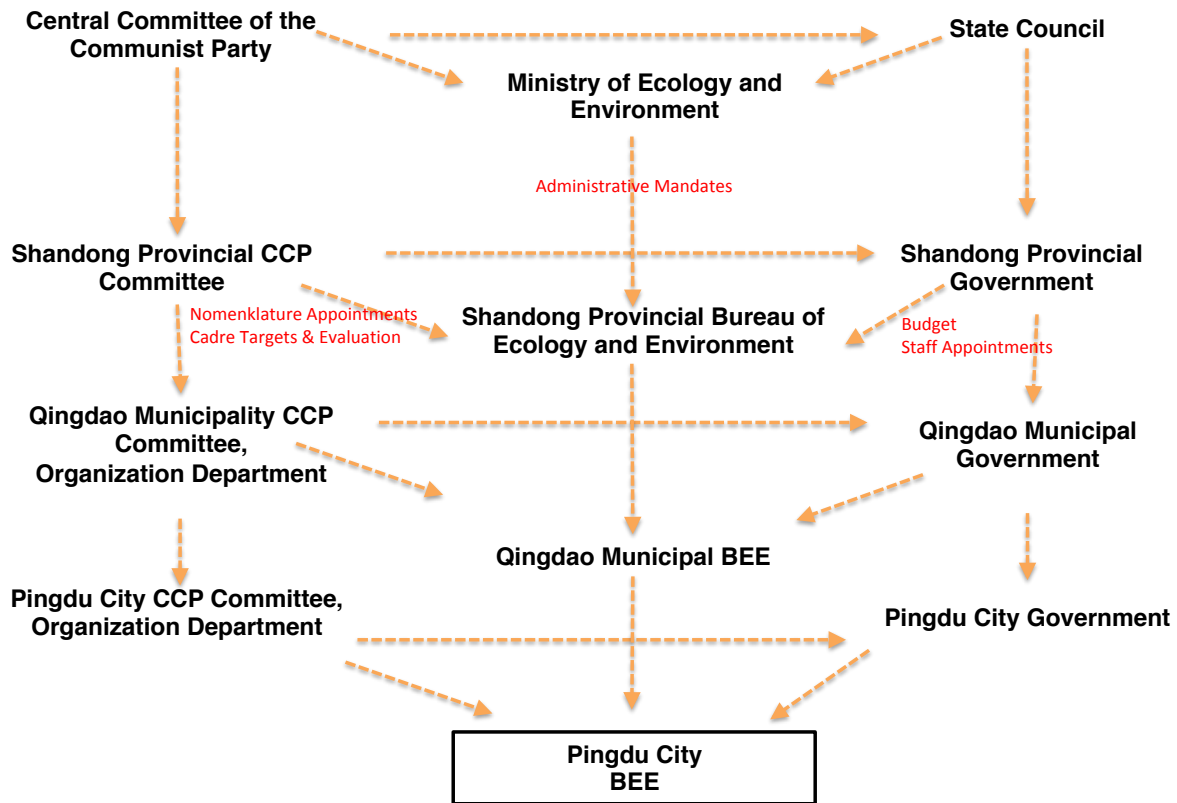 Central Committee of the
Communist Party
State Council
Ministry of Ecology and
Environment
Administrative Mandates
Shandong Provincial CCP
Committee
Shandong Provincial
Government
Nomenklature Appointments
Cadre Targets & Evaluation
Shandong Provincial Bureau of
Ecology and Environment
Budget
Staff Appointments
Qingdao Municipality CCP
Committee,
Organization Department
Qingdao Municipal
Government
Qingdao Municipal BEE
Pingdu City CCP Committee,
Organization Department
Pingdu City Government
Pingdu City
BEE